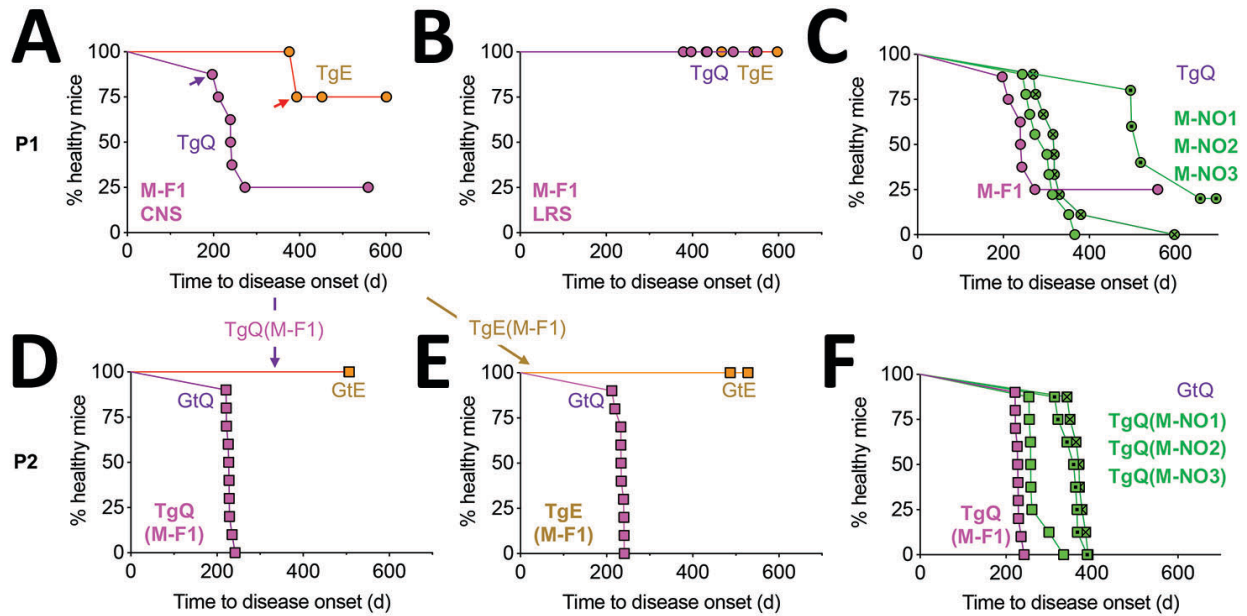 A
B
C
P1
% healthy mice
100
75
50
25
0
TgE
TgQ
M-F1
CNS
0
200
400
600
Time to disease onset (d)
% healthy mice
100
75
50
25
0
TgQ
TgE
M-F1
LRS
0
200
400
600
Time to disease onset (d)
% healthy mice
100
75
50
25
0
TgQ
M-NO1
M-NO2
M-NO3
M-F1
0
200
400
600
Time to disease onset (d)
TgQ(M-F1)
TgE(M-F1)
D
E
F
P2
% healthy mice
100
75
50
25
0
GtQ
GtE
TgQ
(M-F1)
0
200
400
600
Time to disease onset (d)
% healthy mice
100
75
50
25
0
GtQ
GtE
TgE
(M-F1)
0
200
400
600
Time to disease onset (d)
% healthy mice
100
75
50
25
0
GtQ
TgQ(M-NO1)
TgQ(M-NO2)
TgQ(M-NO3)
TgQ
(M-F1)
0
200
400
600
Time to disease onset (d)